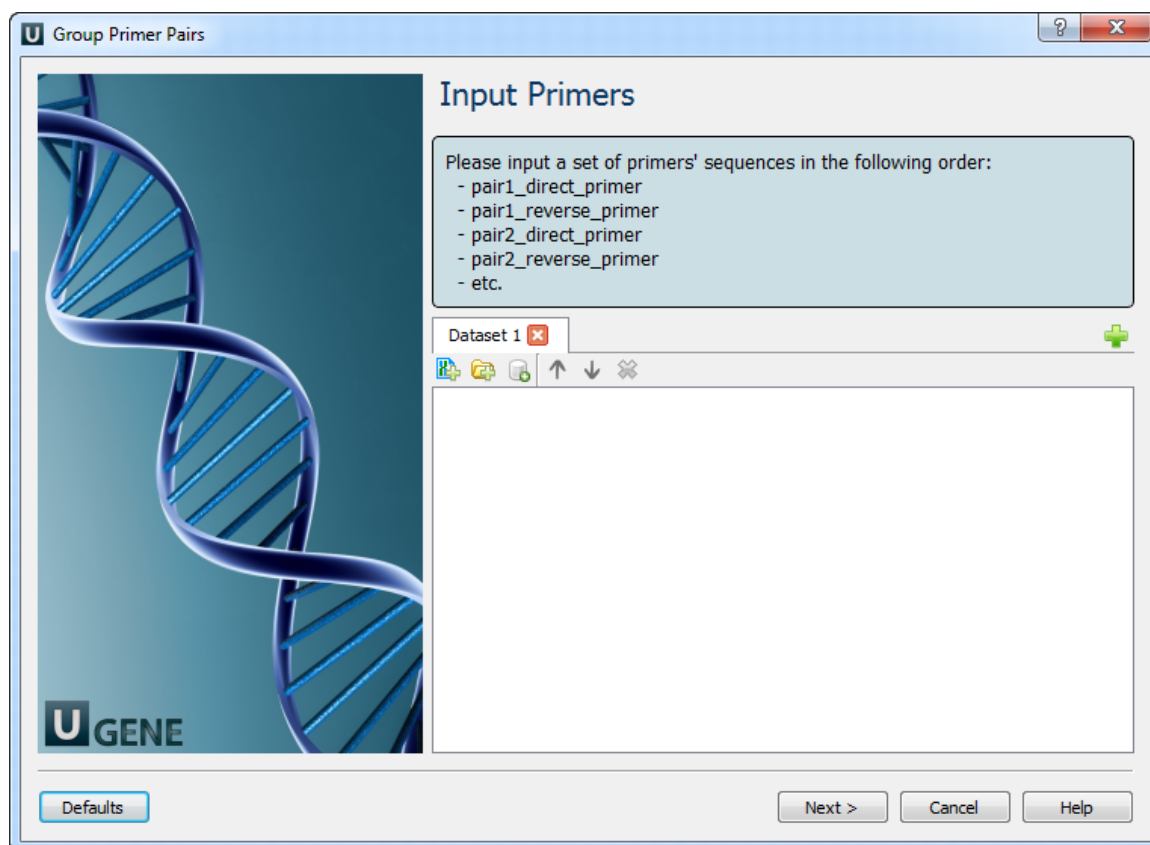 U Group Primer Pairs
Input Primers
Please input a set of primers' sequences in the following order:
- pair1_direct_primer
- pair1_reverse_primer
- pair2_direct_primer
- pair2_reverse_primer
- etc.
Dataset 1
U GENE
Defaults
Next >
Cancel
Help